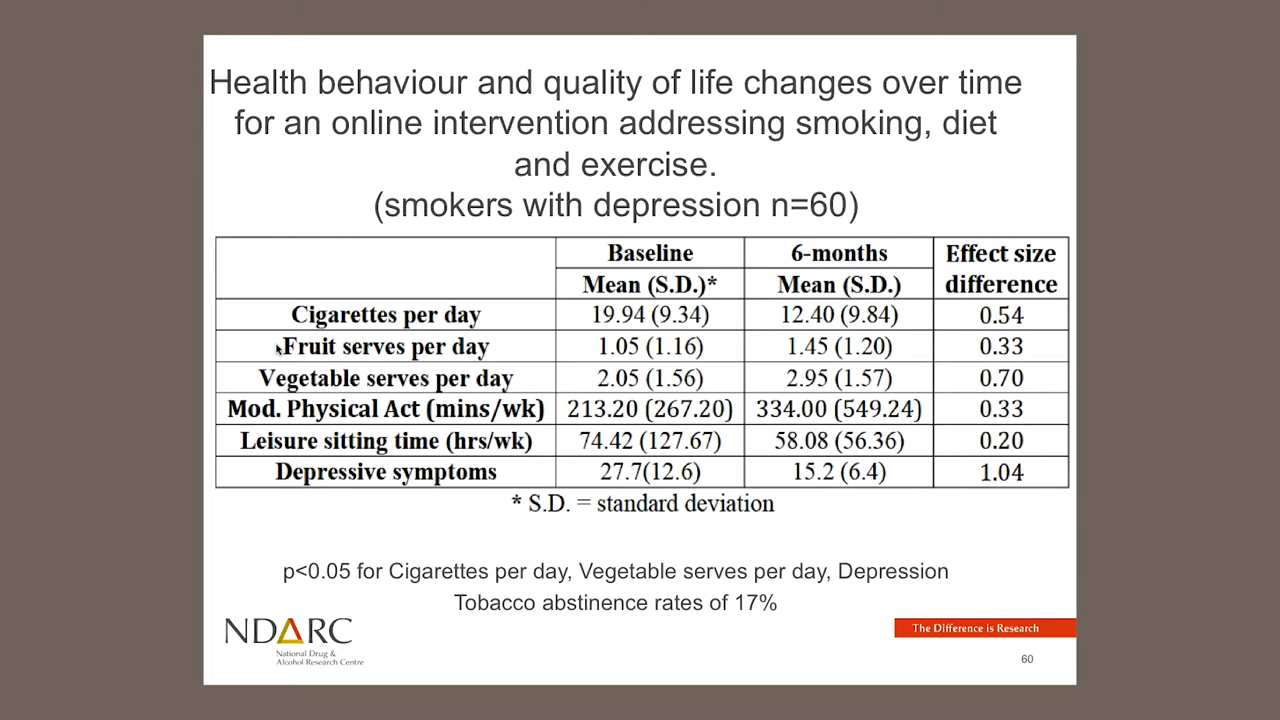 Health behaviour and quality of life changes over time
for an online intervention addressing smoking, diet
and exercise.
(smokers with depression n=60)
Baseline 6-months Effect size
Mean (S.D.)* Mean (S.D.) difference
Cigarettes per day 19.94 (9.34) 12.40 (9.84) 0.54
Fruit serves per day 1.05 (1.16) 1.45 (1.20) 0.33
Vegetable serves per day 2.05 (1.56) 2.95 (1.57) 0.70
Mod. Physical Act (mins/wk) 213.20 (267.20) 334.00 (549.24) 0.33
Leisure sitting time (hrs/wk) 74.42 (127.67) 58.08 (56.36) 0.20
Depressive symptoms 27.7(12.6) 15.2 (6.4) 1.04
* S.D. = standard deviation
p<0.05 for Cigarettes per day, Vegetable serves per day, Depression
Tobacco abstinence rates of 17%
NDARC
National Drug &
Alcohol Research Centre
The Difference is Research
60